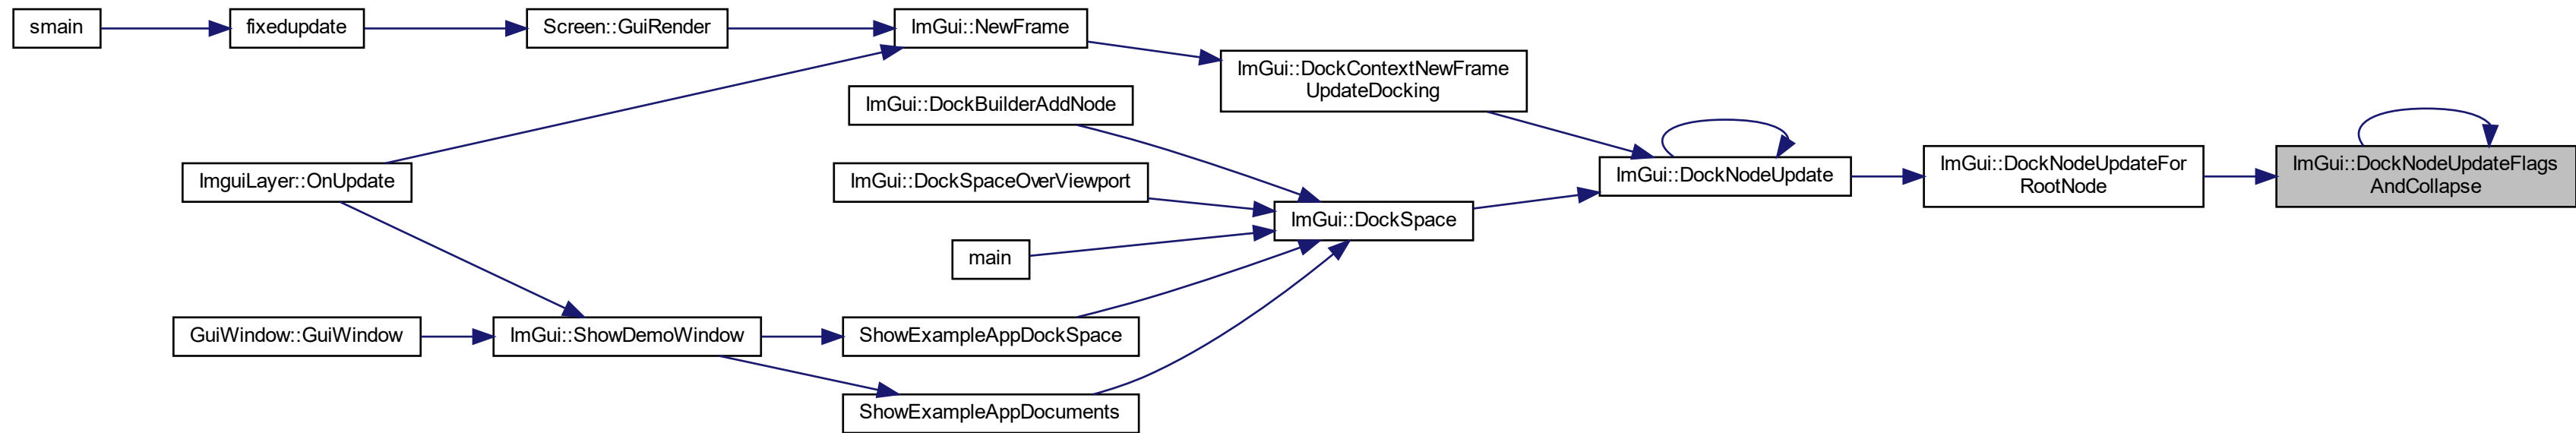 smain
fixedupdate
Screen::GuiRender
ImGui::NewFrame
ImGui::DockContextNewFrame
UpdateDocking
ImGui::DockBuilderAddNode
ImguiLayer::OnUpdate
ImGui::DockSpaceOverViewport
ImGui::DockNodeUpdate
ImGui::DockNodeUpdateFor
RootNode
ImGui::DockNodeUpdateFlags
AndCollapse
ImGui::DockSpace
main
GuiWindow::GuiWindow
ImGui::ShowDemoWindow
ShowExampleAppDockSpace
ShowExampleAppDocuments